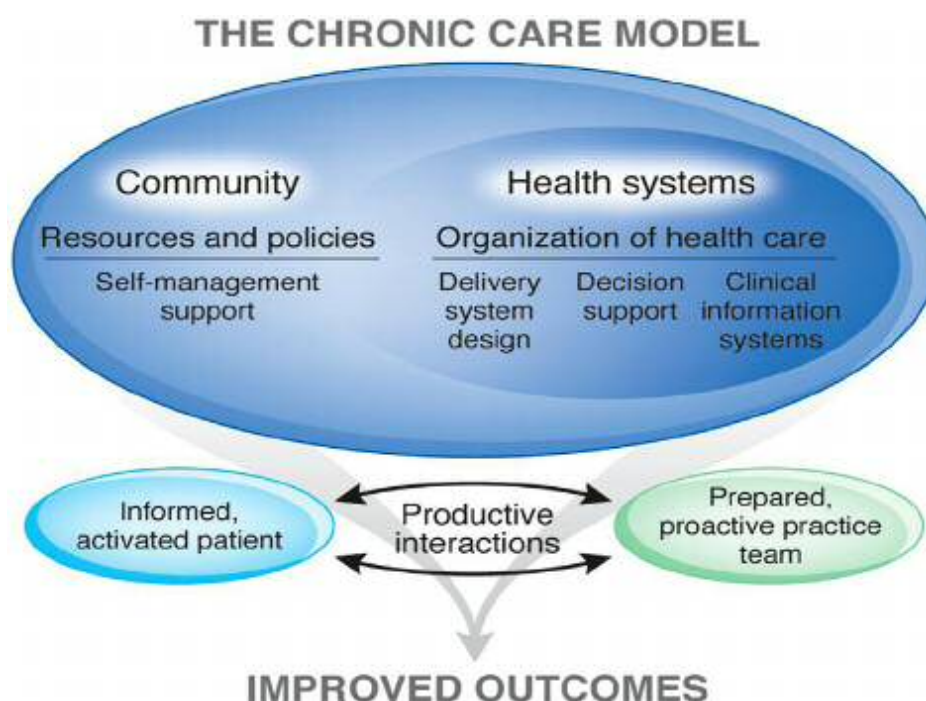 THE CHRONIC CARE MODEL
Community
Resources and policies
Self-management
support
Health systems
Organization of health care
Delivery
system
design
Decision
support
Clinical
information
systems
Informed,
activated patient
Productive
interactions
Prepared,
proactive practice
team
IMPROVED OUTCOMES